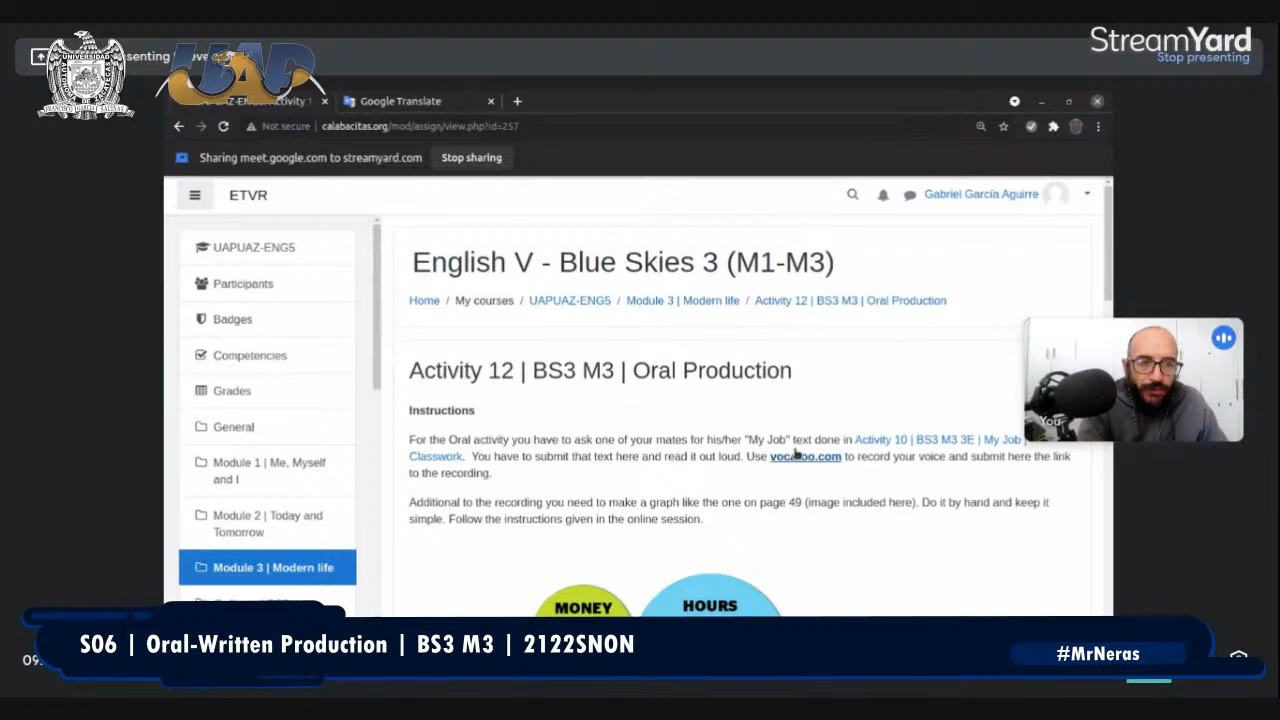 StreamYard
Stop presenting
UNIVERSIDAD
Google Translate
Not secure | calabacitas.org/mod/assign/view.php?id=257
Sharing meet.google.com to streamyard.com Stop sharing
ETVR
Gabriel García Aguirre
UAPUAZ-ENG5
Participants
Badges
Competencies
Grades
General
Module 1 | Me, Myself
and I
Module 2 | Today and
Tomorrow
Module 3 | Modern life
English V - Blue Skies 3 (M1-M3)
Home / My courses / UAPUAZ-ENG5 / Module 3 | Modern life / Activity 12 | BS3 M3 | Oral Production
Activity 12 | BS3 M3 | Oral Production
Instructions
For the Oral activity you have to ask one of your mates for his/her "My Job" text done in Activity 10 | BS3 M3 3E | My Job |
Classwork. You have to submit that text here and read it out loud. Use vocaroo.com to record your voice and submit here the link
to the recording.
Additional to the recording you need to make a graph like the one on page 49 (image included here). Do it by hand and keep it
simple. Follow the instructions given in the online session.
MONEY
HOURS
You
S06 | Oral-Written Production | BS3 M3 | 2122SNON
#MrNeras